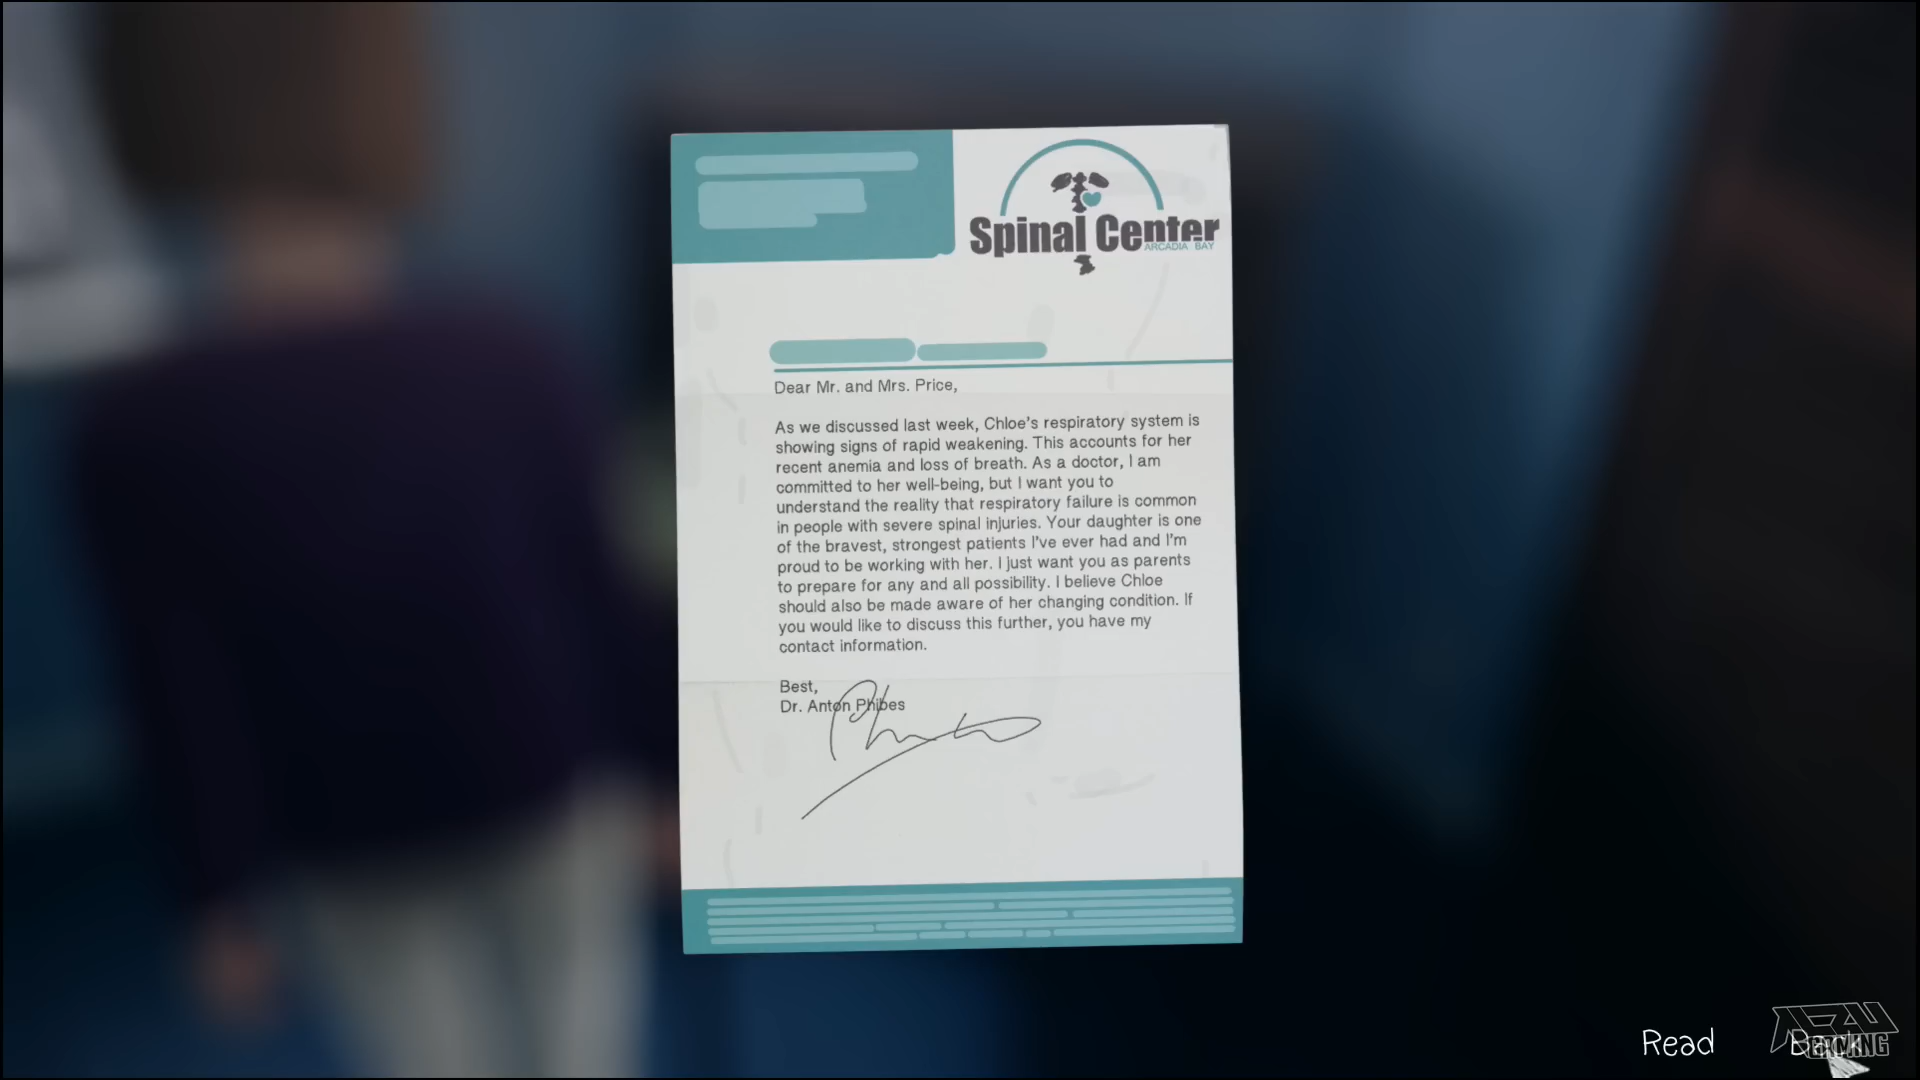 Spinal Center
ARCADIA BAY
Dear Mr. and Mrs. Price,
As we discussed last week, Chloe's respiratory system is
showing signs of rapid weakening. This accounts for her
recent anemia and loss of breath. As a doctor, I am
committed to her well-being, but I want you to
understand the reality that respiratory failure is common
in people with severe spinal injuries. Your daughter is one
of the bravest, strongest patients I've ever had and I'm
proud to be working with her. I just want you as parents
to prepare for any and all possibility. I believe Chloe
should also be made aware of her changing condition. If
you would like to discuss this further, you have my
contact information.
Best,
Dr. Anton Phibes
Read
Back
GAMING